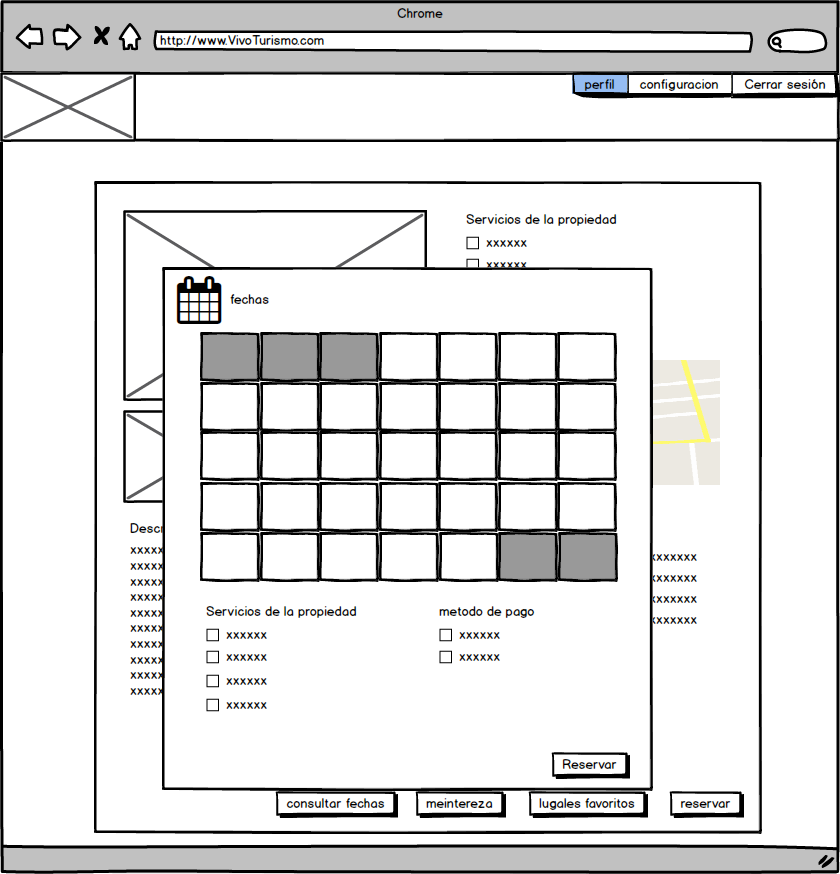 Chrome
http://www.VivoTurismo.com
perfil configuracion Cerrar sesión
Servicios de la propiedad
xxxxxx
xxxxxx
fechas
Servicios de la propiedad
xxxxxx
xxxxxx
xxxxxx
xxxxxx
metodo de pago
xxxxxx
xxxxxx
Reservar
Descr
xxxxx
xxxxx
xxxxx
xxxxx
xxxxx
xxxxx
xxxxx
xxxxx
xxxxx
xxxxx
xxxxxxx
xxxxxxx
xxxxxxx
xxxxxxx
consultar fechas meintereza lugales favoritos reservar